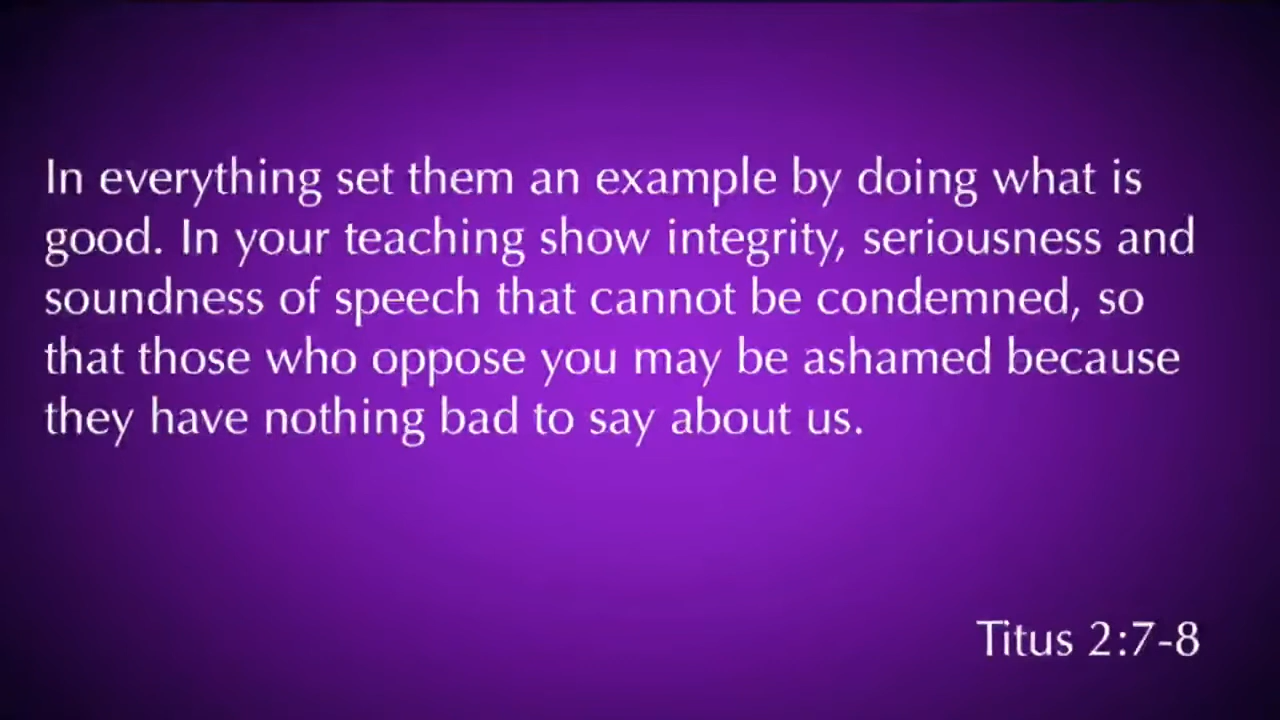 In everything set them an example by doing what is
good. In your teaching show integrity, seriousness and
soundness of speech that cannot be condemned, so
that those who oppose you may be ashamed because
they have nothing bad to say about us.
Titus 2:7-8